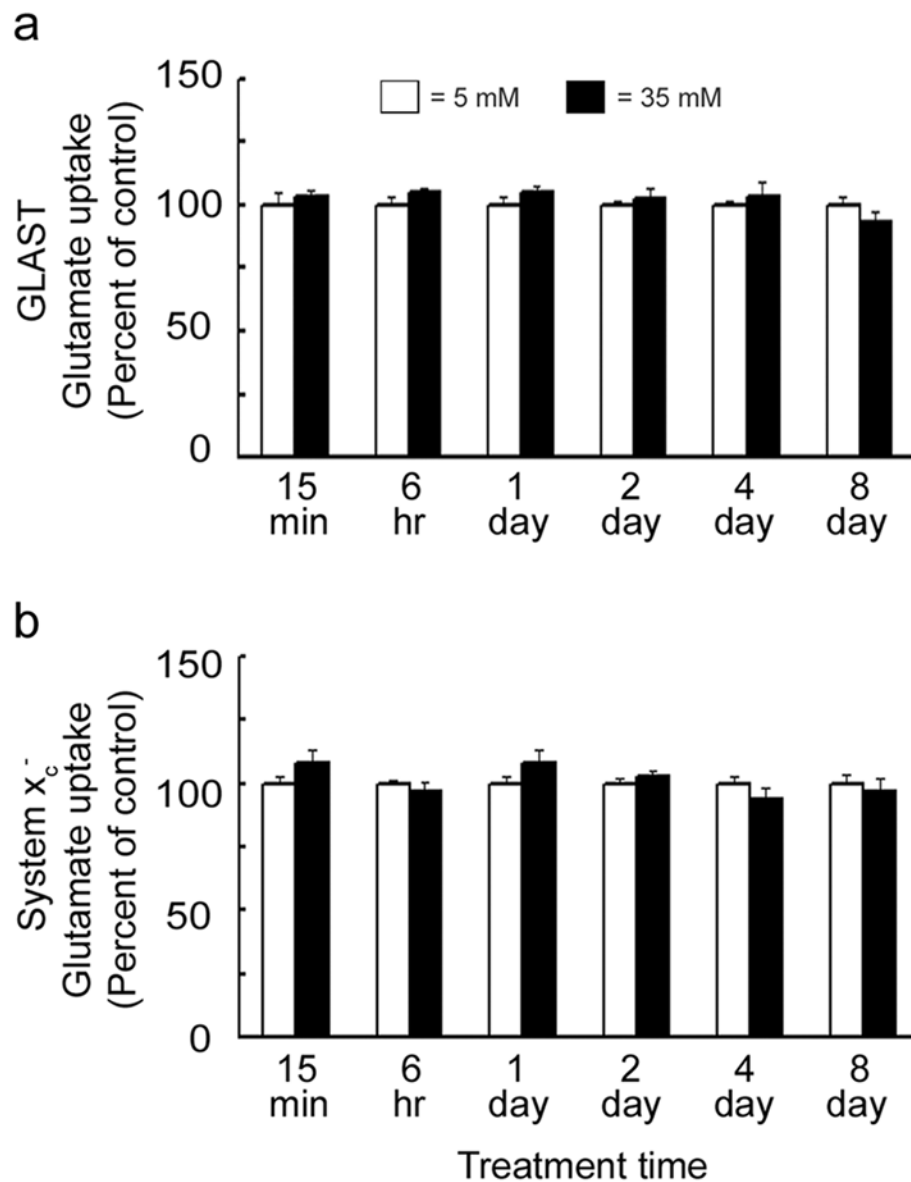 a
GLAST
Glutamate uptake
(Percent of control)
150
100
50
0
= 5 mM
= 35 mM
15 min
6 hr
1 day
2 day
4 day
8 day
b
System x_c^-
Glutamate uptake
(Percent of control)
150
100
50
0
15 min
6 hr
1 day
2 day
4 day
8 day
Treatment time